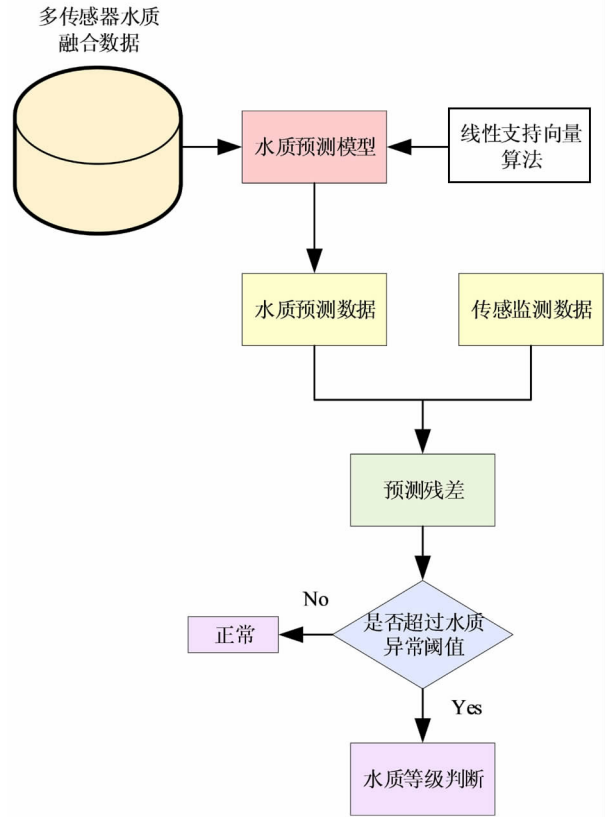 多传感器水质
融合数据
水质预测模型
线性支持向量
算法
水质预测数据
传感监测数据
预测残差
No
是否超过水质
异常阈值
正常
Yes
水质等级判断